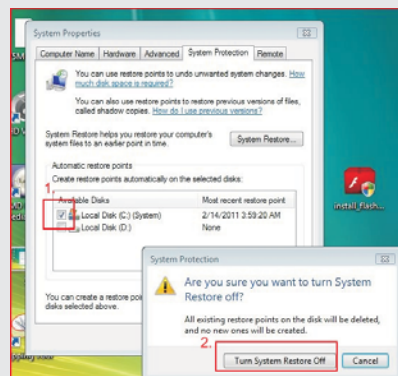 System Properties
Computer Name
Hardware
Advanced
System Protection
Remote
You can use restore points to undo unwanted system changes. How
much disk space is required?
You can also use restore points to restore previous versions of files,
called shadow copies. How do I use previous versions?
System Restore helps you restore your computer's
system files to an earlier point in time.
System Restore...
Automatic restore points
Create restore points automatically on the selected disks:
1.
Available Disks
Most recent restore point
Local Disk (C:) (System)
2/14/2011 3:59:20 AM
Local Disk (D:)
None
install_flash...
You can create a restore poi
disks selected above.
System Protection
Are you sure you want to turn System
Restore off?
All existing restore points on the disk will be deleted,
and no new ones will be created.
2.
Turn System Restore Off
Cancel